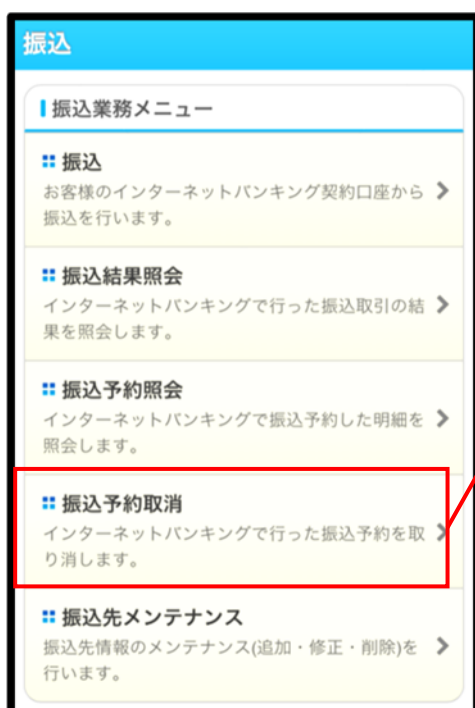 振込
振込業務メニュー
振込
お客様のインターネットバンキング契約口座から
振込を行います。
振込結果照会
インターネットバンキングで行った振込取引の結
果を照会します。
振込予約照会
インターネットバンキングで振込予約した明細を
照会します。
振込予約取消
インターネットバンキングで行った振込予約を取
り消します。
振込先メンテナンス
振込先情報のメンテナンス(追加・修正・削除)を
行います。